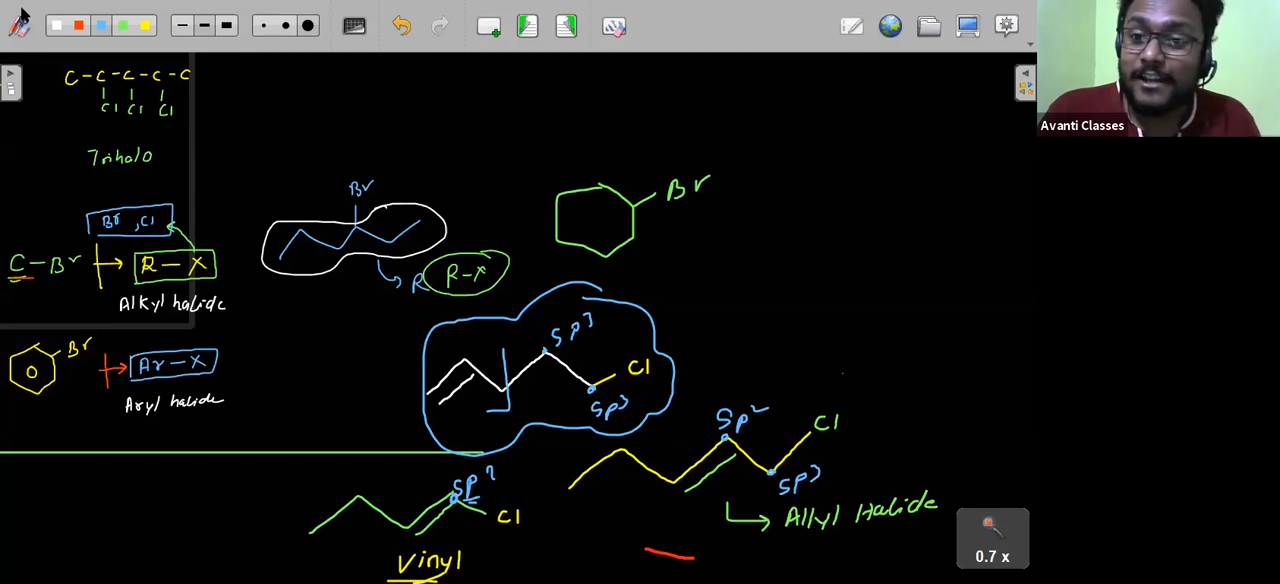 C-C-C-C-C
Cl Cl Cl
Trihalo
Br, Cl
C-Br R-X
Alkyl halide
Br
Ar-X
Aryl halide
Br
R R-X
Br
Sp3
Cl
Sp3
Sp2
Cl
Sp3
Allyl Halide
Sp2
Cl
Vinyl
Avanti Classes
0.7 x